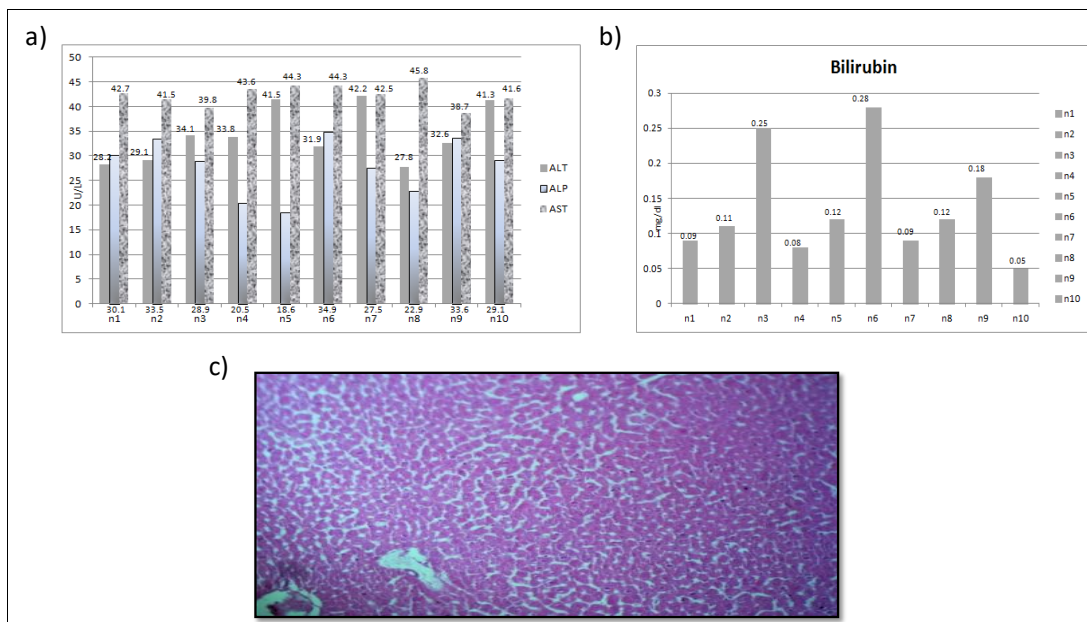 a)
50
45
40
35
30
25
20
15
10
5
0
U/L
28.2
42.7
29.1
41.5
34.1
39.8
33.8
43.6
41.5
44.3
31.9
44.3
42.2
42.5
27.8
45.8
32.6
38.7
41.3
41.6
30.1 33.5 28.9 20.5 18.6 34.9 27.5 22.9 33.6 29.1
n1 n2 n3 n4 n5 n6 n7 n8 n9 n10
ALT
ALP
AST
b)
Bilirubin
0.3
0.25
0.2
0.15
0.1
0.05
0
mg/dl
0.09
0.11
0.25
0.08
0.12
0.28
0.09
0.12
0.18
0.05
n1 n2 n3 n4 n5 n6 n7 n8 n9 n10
n1
n2
n3
n4
n5
n6
n7
n8
n9
n10
c)